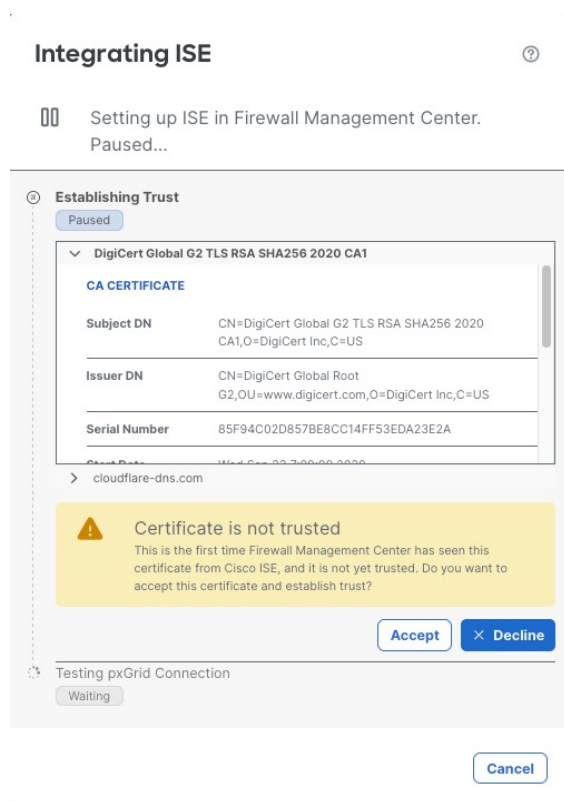 Integrating ISE
Setting up ISE in Firewall Management Center.
Paused...
Establishing Trust
Paused
DigiCert Global G2 TLS RSA SHA256 2020 CA1
CA CERTIFICATE
Subject DN CN=DigiCert Global G2 TLS RSA SHA256 2020
CA1,O=DigiCert Inc,C=US
Issuer DN CN=DigiCert Global Root
G2,OU=www.digicert.com,O=DigiCert Inc,C=US
Serial Number 85F94C02D857BE8CC14FF53EDA23E2A
Start Date
cloudflare-dns.com
Certificate is not trusted
This is the first time Firewall Management Center has seen this
certificate from Cisco ISE, and it is not yet trusted. Do you want to
accept this certificate and establish trust?
Accept
Decline
Testing pxGrid Connection
Waiting
Cancel